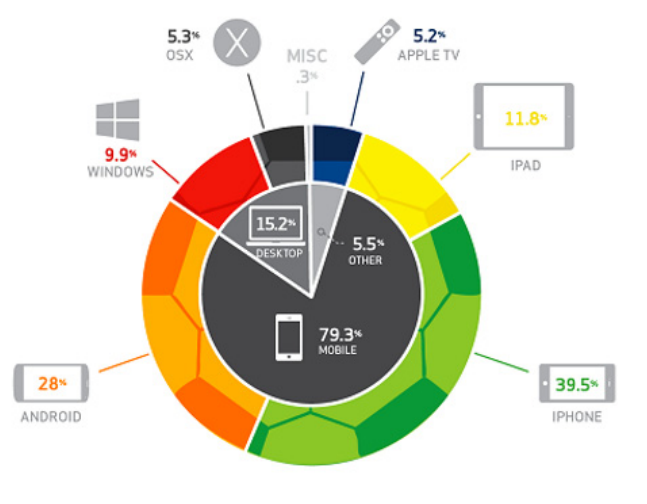 5.3%
OSX
X
MISC
.3%
5.2%
APPLE TV
11.8%
IPAD
9.9%
WINDOWS
15.2%
DESKTOP
5.5%
OTHER
79.3%
MOBILE
28%
ANDROID
39.5%
IPHONE